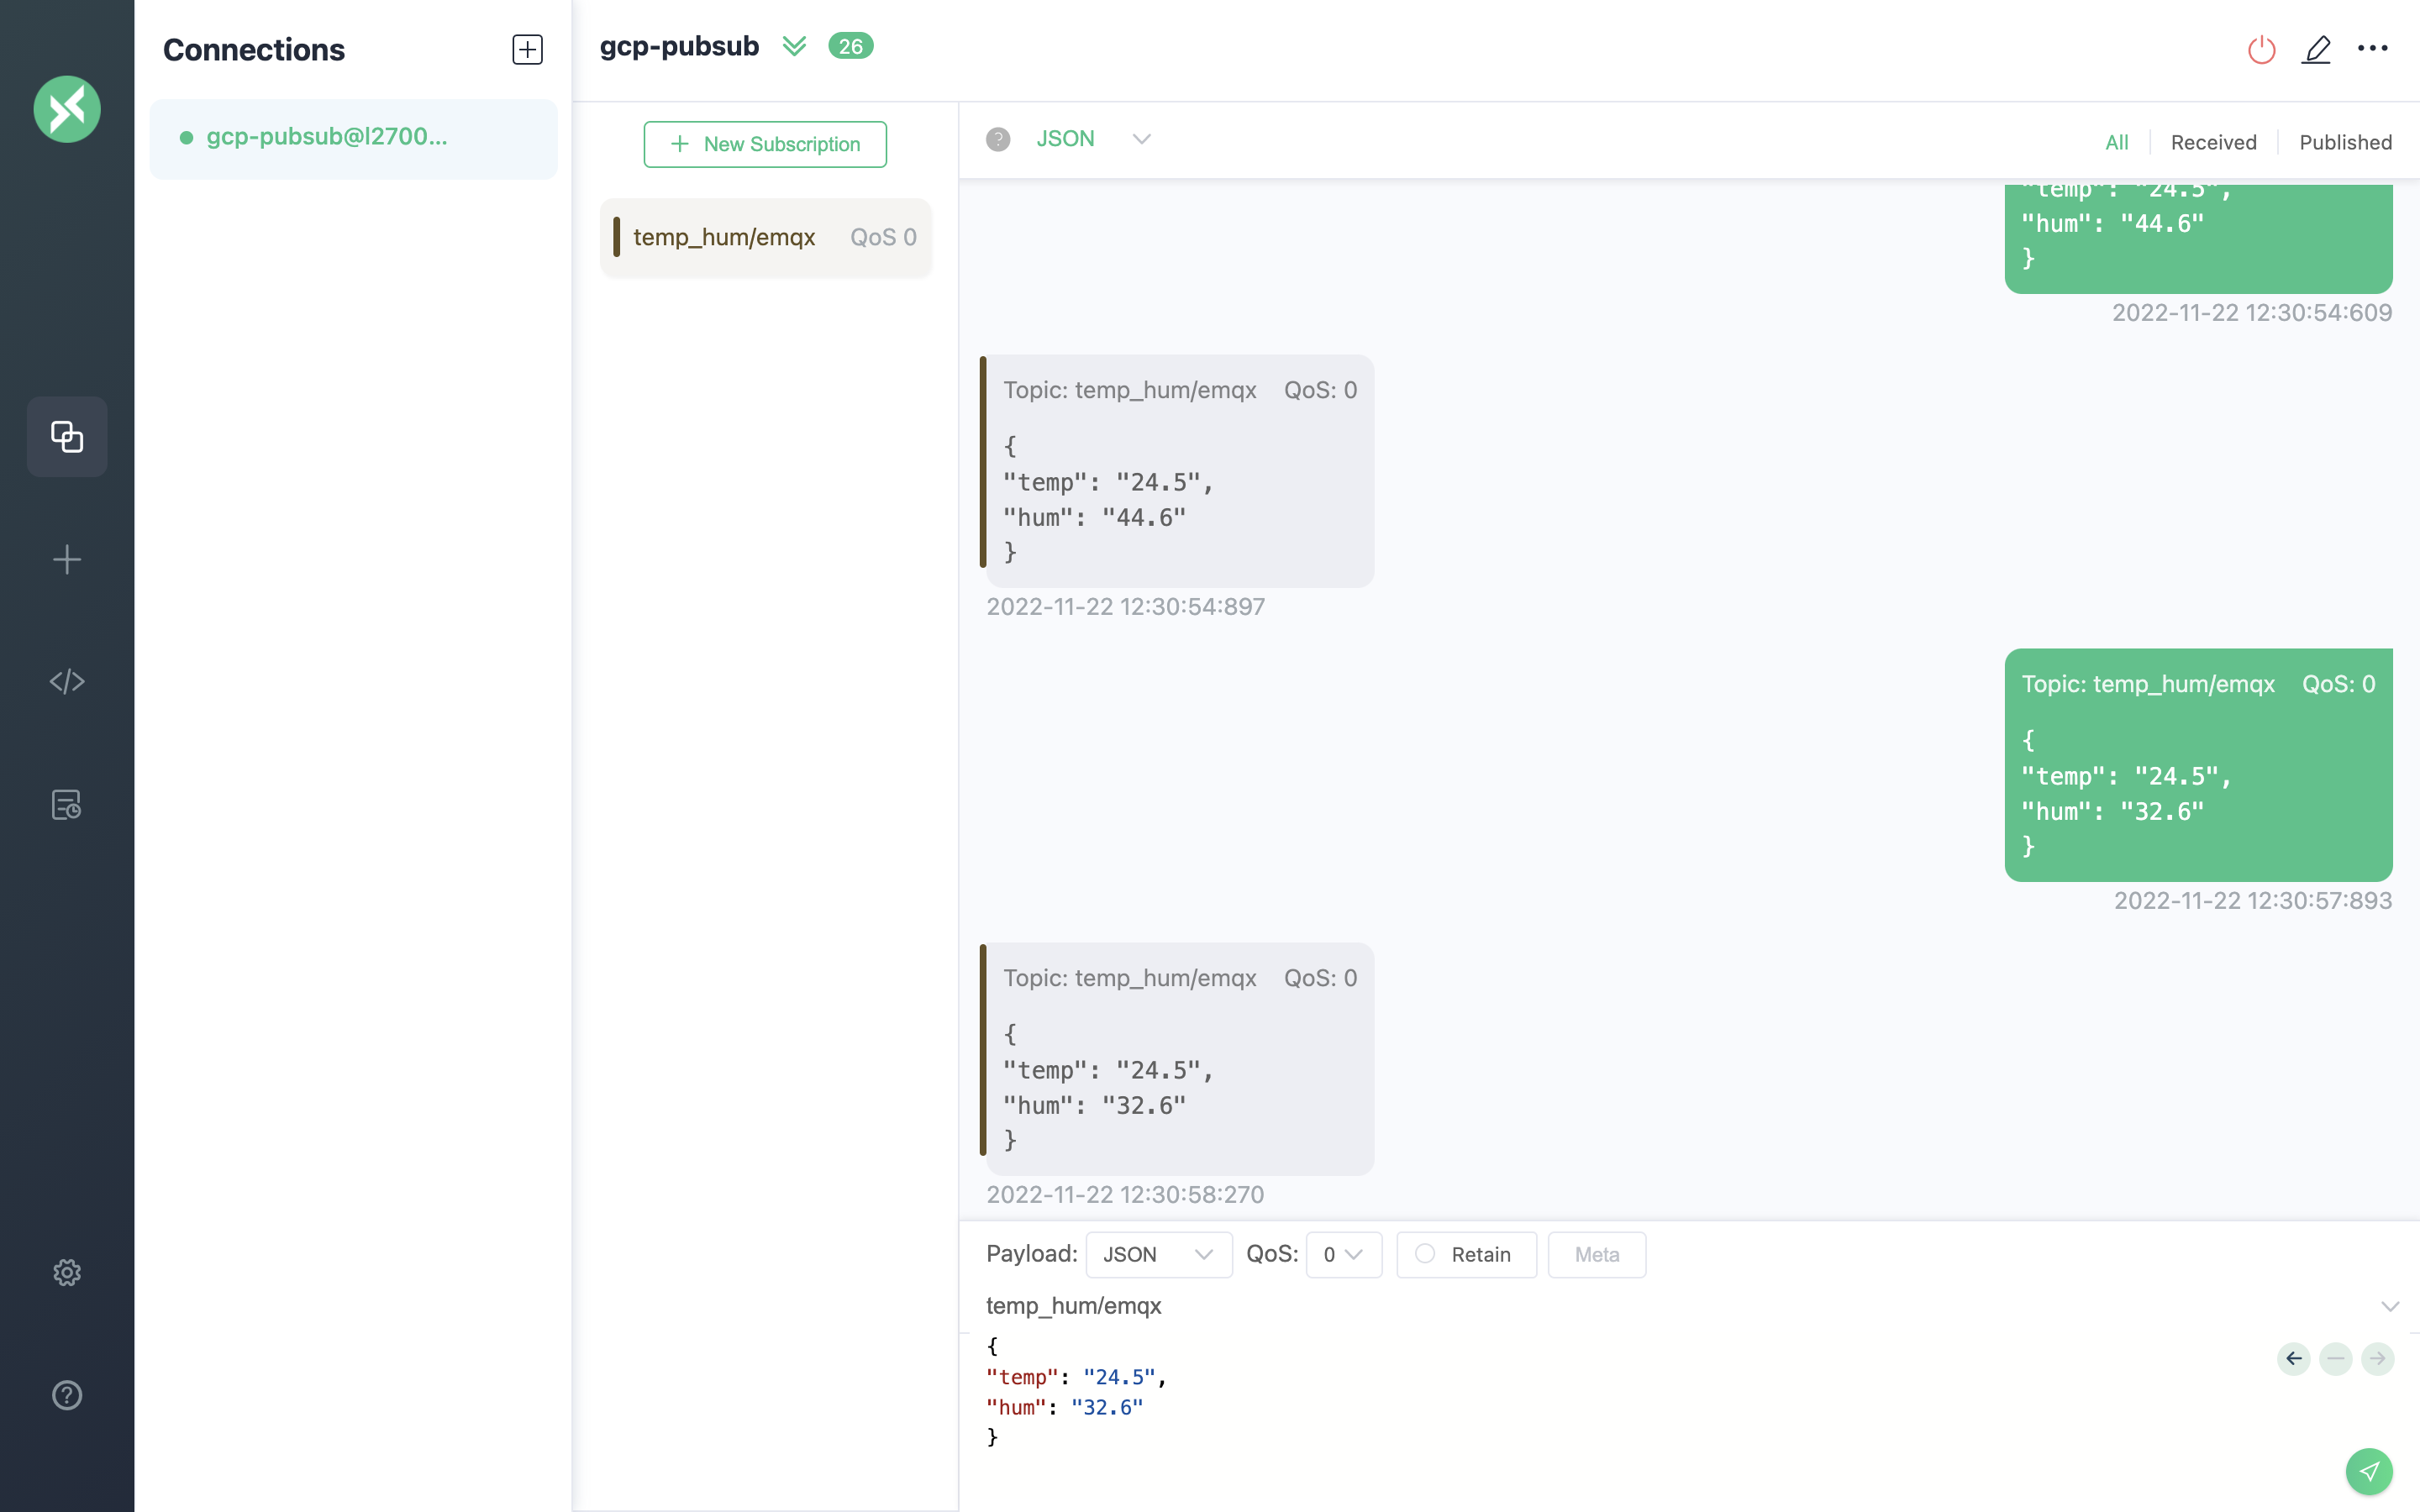 Connections
gcp-pubsub@l2700...
gcp-pubsub
26
New Subscription
temp_hum/emqx QoS 0
JSON
All Received Published
"temp": "24.5",
"hum": "44.6"
}
2022-11-22 12:30:54:609
Topic: temp_hum/emqx QoS: 0
{
"temp": "24.5",
"hum": "44.6"
}
2022-11-22 12:30:54:897
Topic: temp_hum/emqx QoS: 0
{
"temp": "24.5",
"hum": "32.6"
}
2022-11-22 12:30:57:893
Topic: temp_hum/emqx QoS: 0
{
"temp": "24.5",
"hum": "32.6"
}
2022-11-22 12:30:58:270
Payload: JSON QoS: 0 Retain Meta
temp_hum/emqx
{
"temp": "24.5",
"hum": "32.6"
}